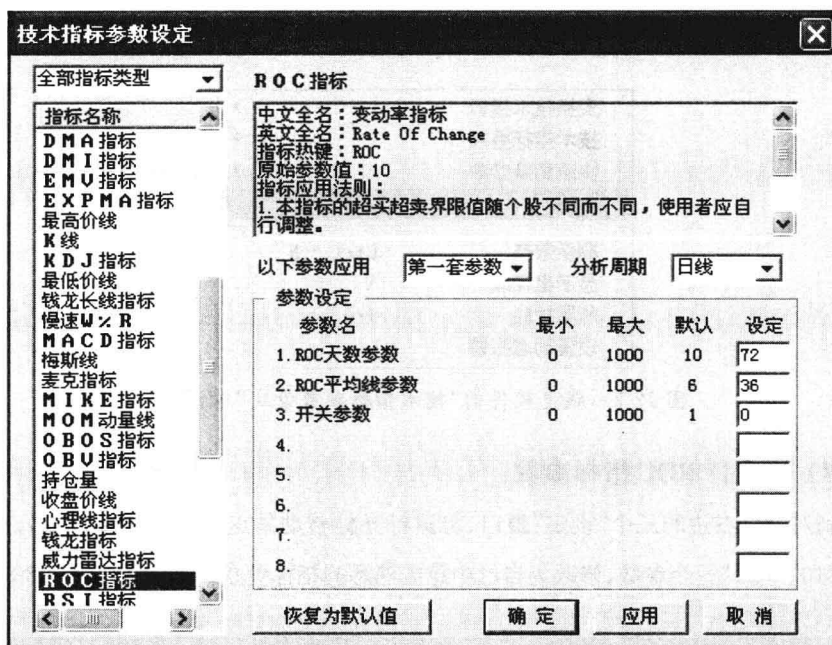 技术指标参数设定
全部指标类型
ROC指标
指标名称
DMA指标
DMI指标
EMV指标
EXPMA指标
最高价线
K线
KDJ指标
最低价线
钱龙长线指标
慢速W%R
MACD指标
梅斯线
麦克指标
MIKE指标
MOM动量线
OBOS指标
OBV指标
持仓量
收盘价线
心理线指标
钱龙指标
威力雷达指标
ROC指标
RSI指标
中文全名：变动率指标
英文全名：Rate Of Change
指标热键：ROC
原始参数值：10
指标应用法则：
1.本指标的超买超卖界限值随个股不同而不同，使用者应自
行调整。
以下参数应用 第一套参数 分析周期 日线
参数设定
参数名 最小 最大 默认 设定
1.ROC天数参数 0 1000 10 72
2.ROC平均线参数 0 1000 6 36
3.开关参数 0 1000 1 0
4.
5.
6.
7.
8.
恢复为默认值 确定 应用 取消